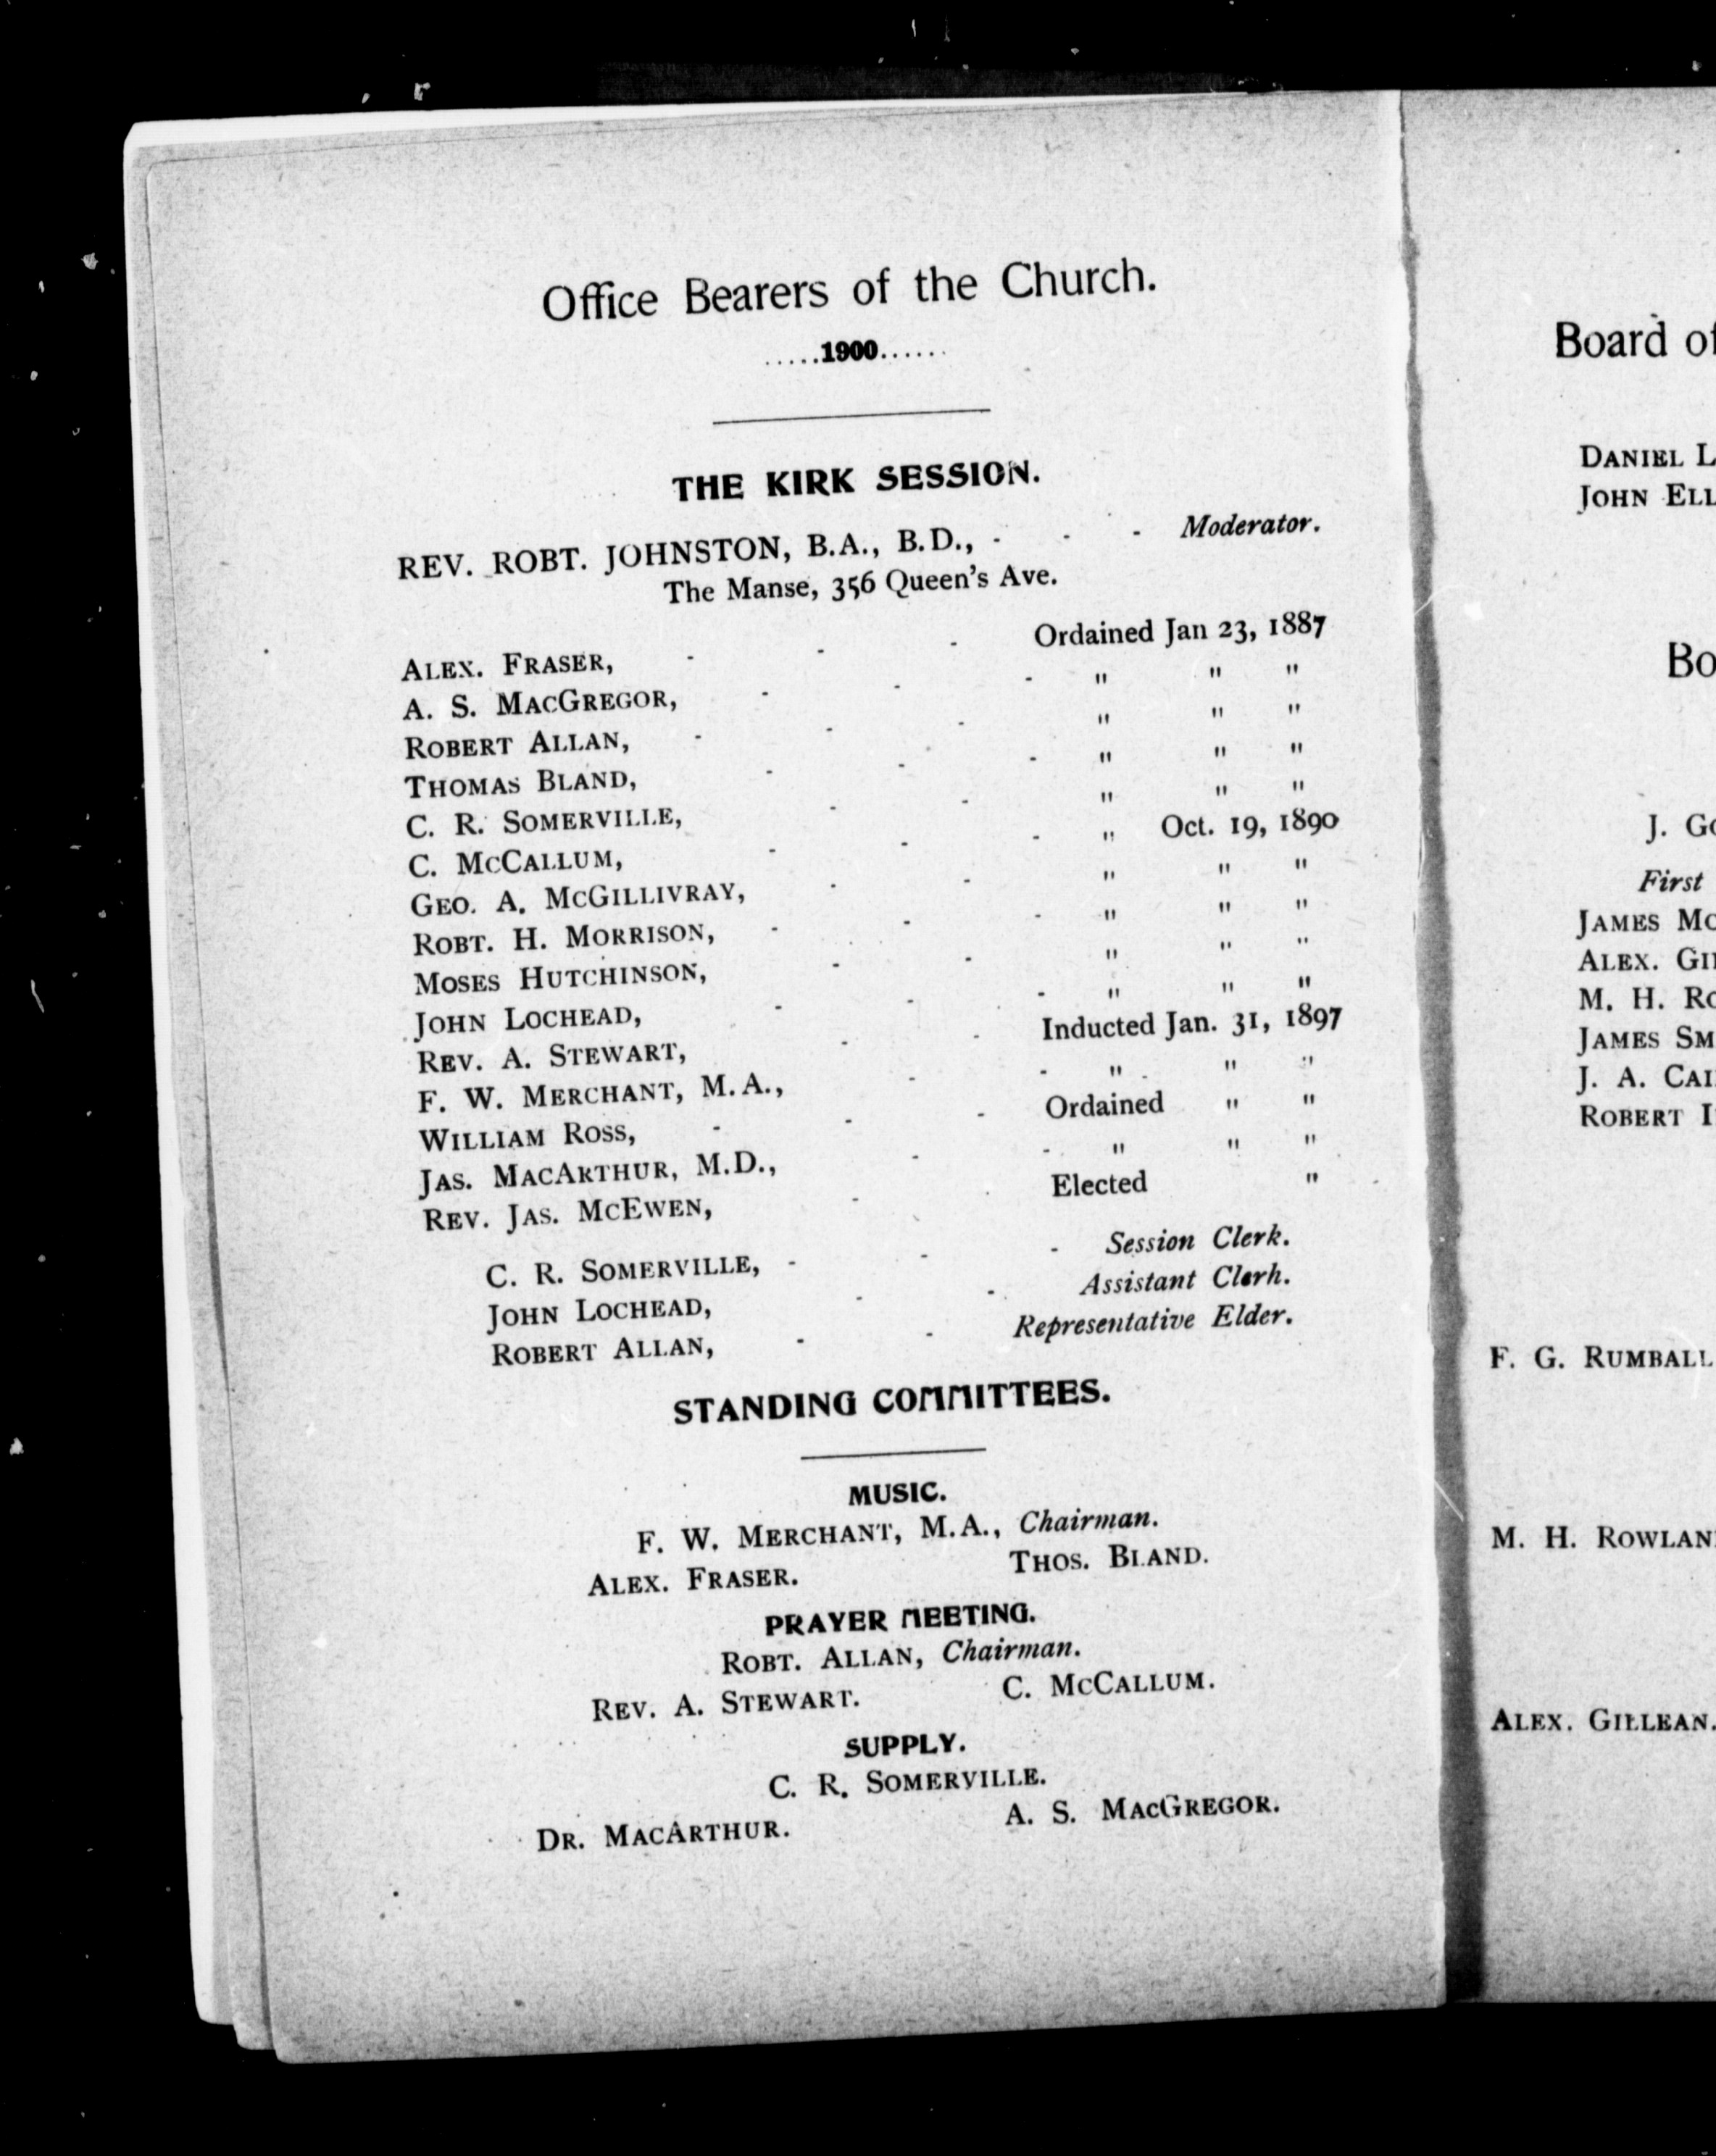 Office Bearers of the Church.
.....1900......
THE KIRK SESSION.
REV. ROBT. JOHNSTON, B.A., B.D., - - - Moderator.
The Manse, 356 Queen's Ave.
ALEX. FRASER, - - - Ordained Jan 23, 1887
A. S. MACGREGOR, - - - " " "
ROBERT ALLAN, - - - " " "
THOMAS BLAND, - - - " " "
C. R. SOMERVILLE, - - " " "
C. MCCALLUM, - - - " Oct. 19, 1890
GEO. A. MCGILLIVRAY, - - " " "
ROBT. H. MORRISON, - - - " " "
MOSES HUTCHINSON, - - " " "
JOHN LOCHEAD, - - - " " "
REV. A. STEWART, - - Inducted Jan. 31, 1897
F. W. MERCHANT, M.A., - - " " "
WILLIAM ROSS, - - - Ordained " "
JAS. MACARTHUR, M.D., - - " " "
REV. JAS. MCEWEN, - - Elected "
C. R. SOMERVILLE, - - - Session Clerk.
JOHN LOCHEAD, - - Assistant Clerh.
ROBERT ALLAN, - - Representative Elder.
STANDING COMMITTEES.
MUSIC.
F. W. MERCHANT, M.A., Chairman.
ALEX. FRASER. THOS. BLAND.
PRAYER MEETING.
ROBT. ALLAN, Chairman.
REV. A. STEWART. C. MCCALLUM.
SUPPLY.
C. R. SOMERVILLE.
DR. MACARTHUR. A. S. MACGREGOR.
Board of
DANIEL L
JOHN ELL
Bo
J. Go
First
JAMES MC
ALEX. GIL
M. H. RO
JAMES SM
J. A. CAI
ROBERT I
F. G. RUMBALL
M. H. ROWLAN
ALEX. GILLEAN.